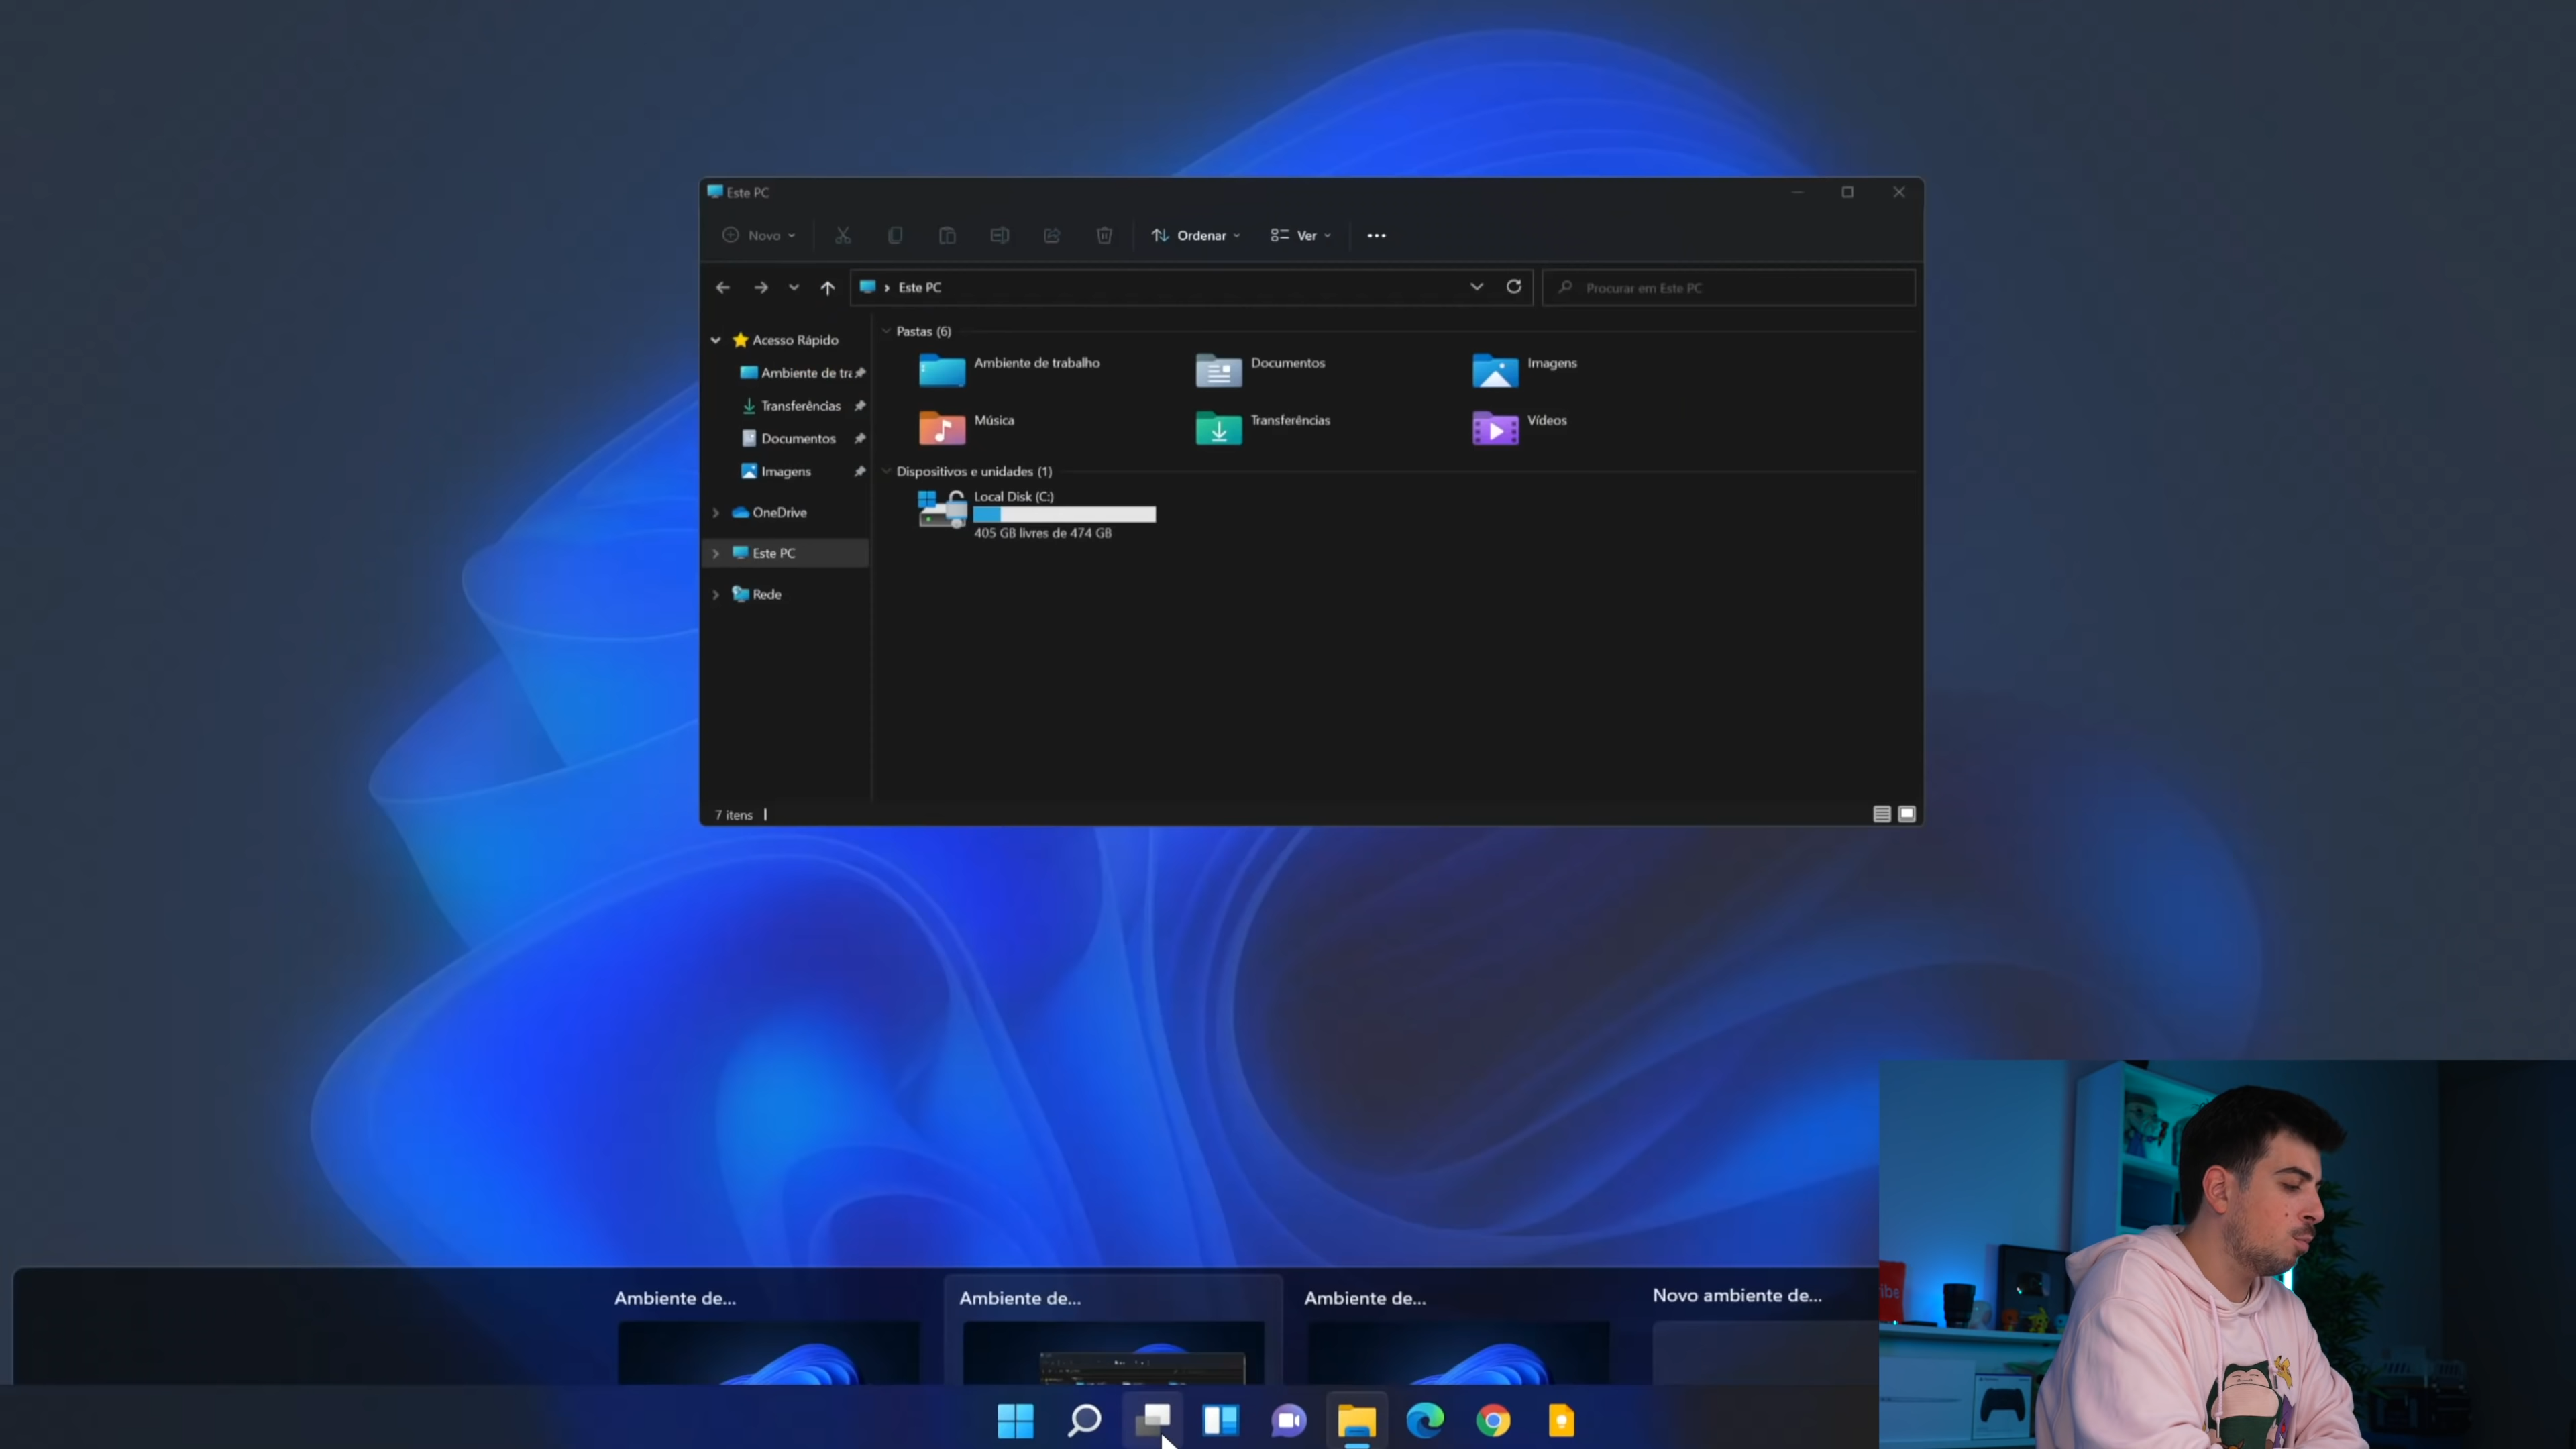 Este PC
Novo
Ordenar
Ver
Este PC
Procurar em Este PC
Acesso Rápido
Ambiente de tra
Transferências
Documentos
Imagens
OneDrive
Este PC
Rede
Pastas (6)
Ambiente de trabalho
Documentos
Imagens
Música
Transferências
Vídeos
Dispositivos e unidades (1)
Local Disk (C:)
405 GB livres de 474 GB
7 itens
Ambiente de...
Ambiente de...
Ambiente de...
Novo ambiente de...
ibe